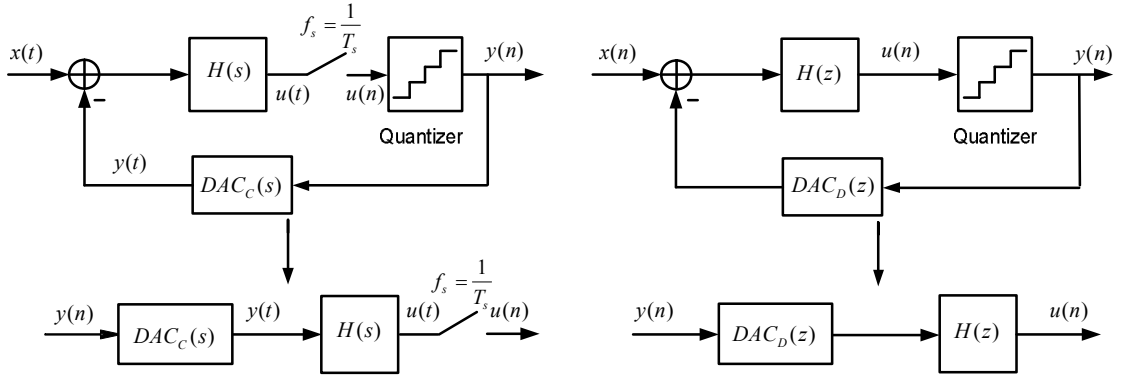 x(t)
H(s)
u(t)
f_s = 1/T_s
u(n)
Quantizer
y(n)
y(t)
DAC_C(s)
-
x(n)
H(z)
u(n)
Quantizer
y(n)
DAC_D(z)
-
y(n)
DAC_C(s)
y(t)
H(s)
u(t)
f_s = 1/T_s
u(n)
y(n)
DAC_D(z)
H(z)
u(n)